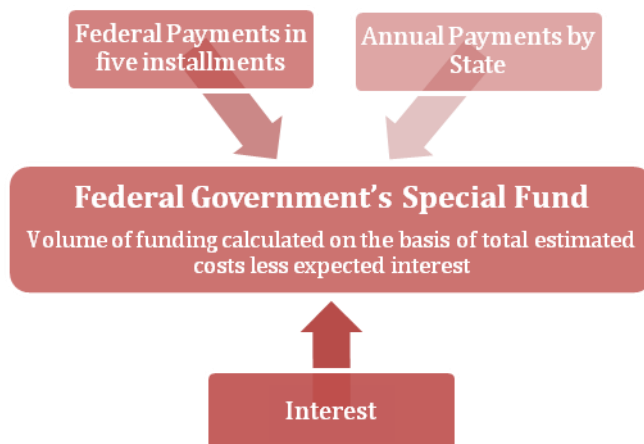 Federal Payments in
five installments
Annual Payments by
State
Federal Government's Special Fund
Volume of funding calculated on the basis of total estimated
costs less expected interest
Interest